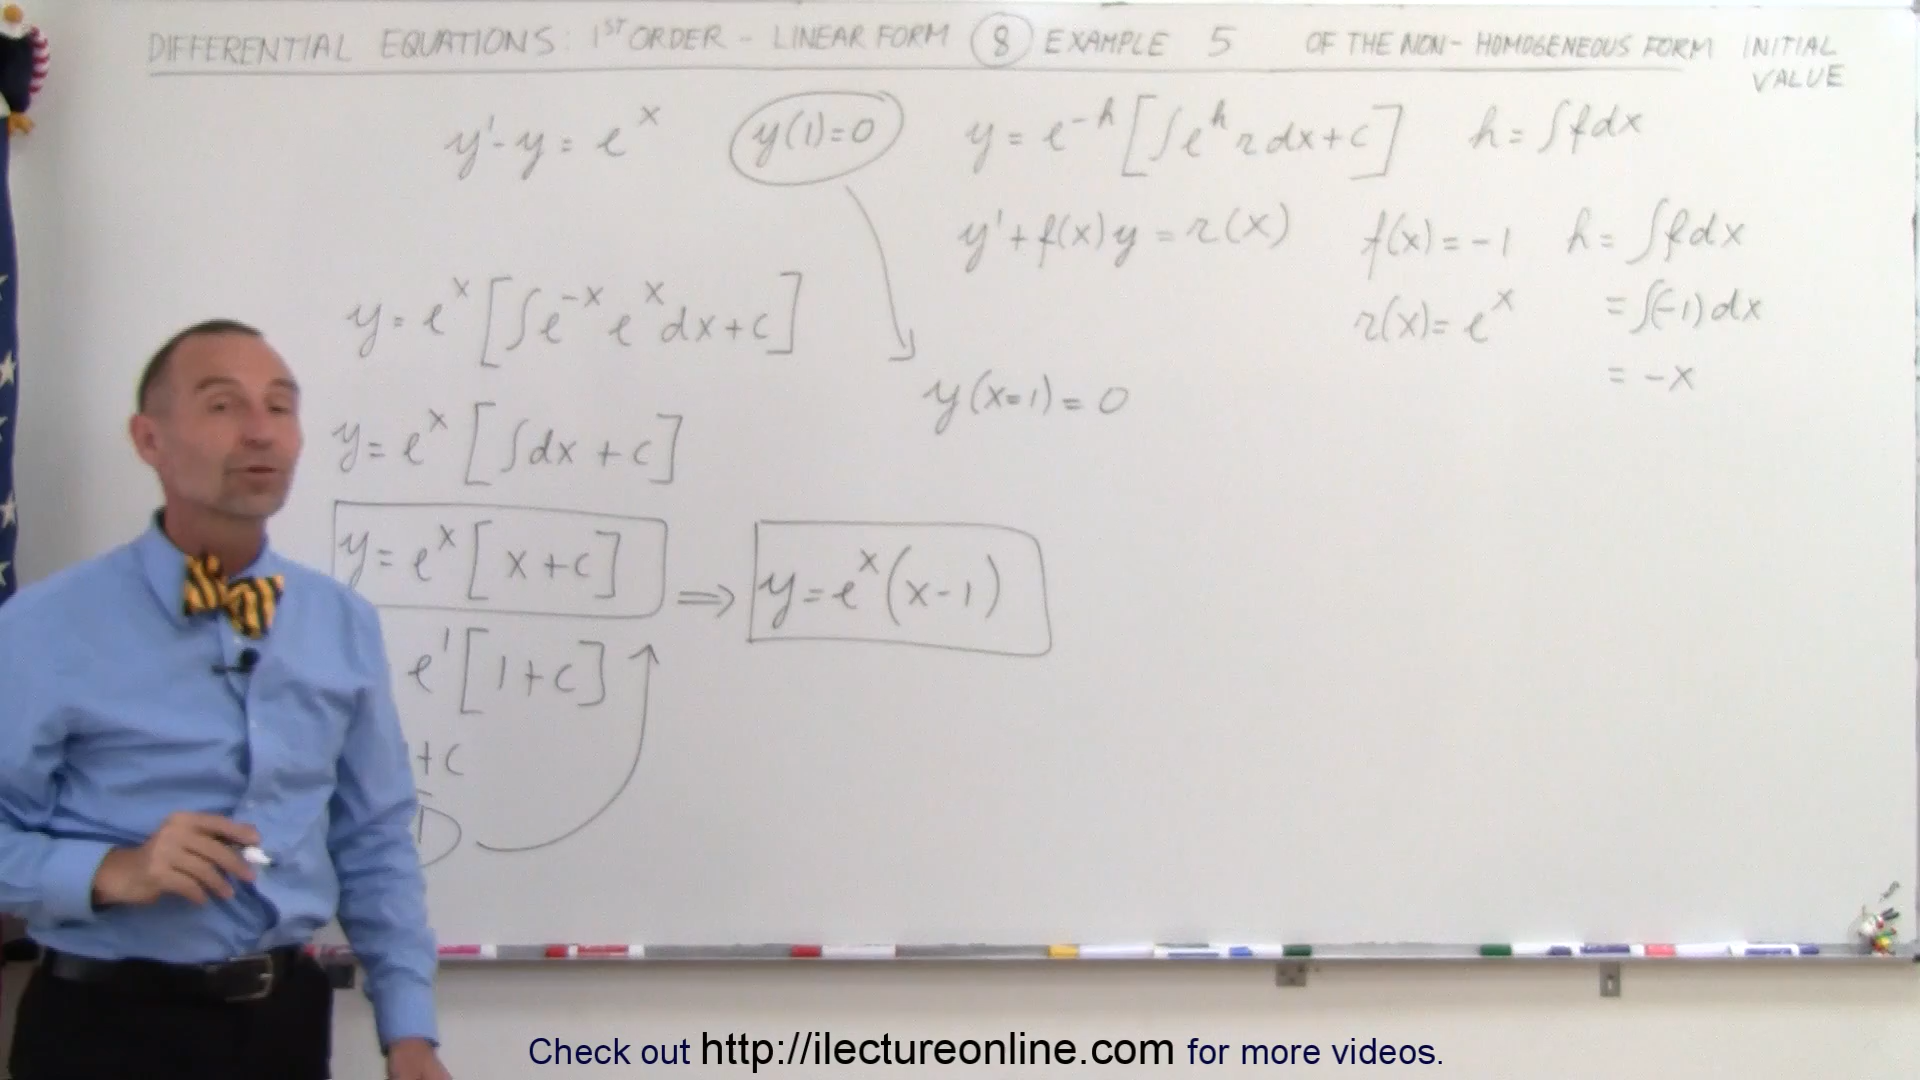 DIFFERENTIAL EQUATIONS: 1ST ORDER - LINEAR FORM 8 EXAMPLE 5 OF THE NON-HOMOGENEOUS FORM INITIAL VALUE
y' - y = e^x y(1)=0
y = e^-h [∫e^h r dx + c] h = ∫f dx
y' + f(x)y = r(x) f(x) = -1 h = ∫f dx
r(x) = e^x = ∫(-1)dx
= -x
y = e^x [∫e^-x e^x dx + c]
y(x=1) = 0
y = e^x [∫dx + c]
y = e^x [x + c] ⇒ y = e^x (x-1)
e^1 [1 + c]
+c
Check out http://ilectureonline.com for more videos.